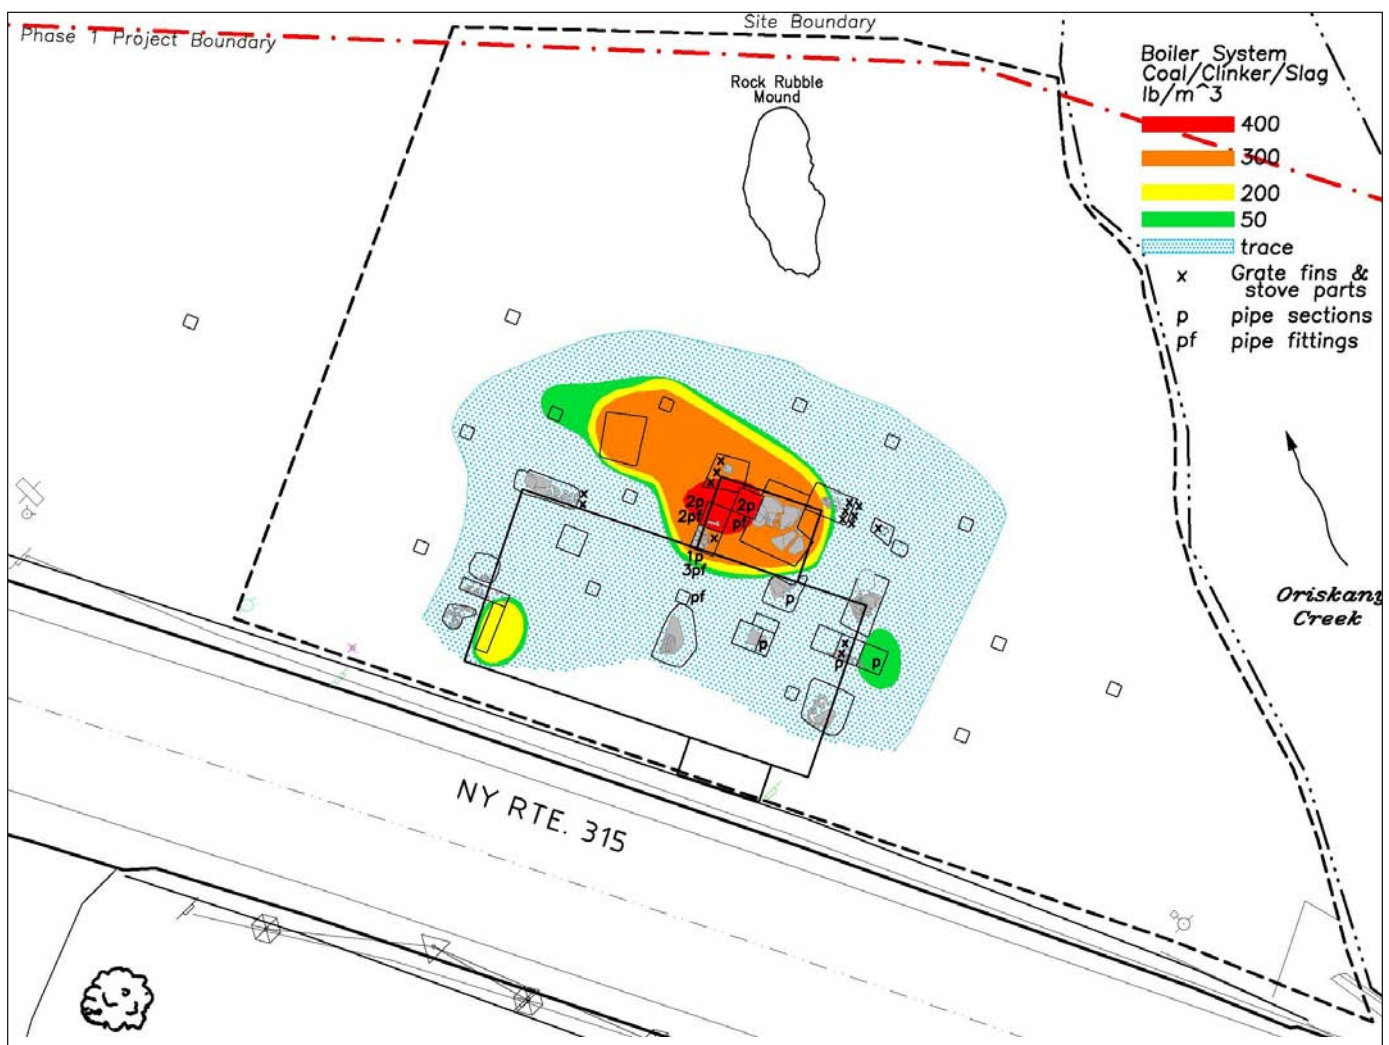 Site Boundary
Phase 1 Project Boundary
Rock Rubble
Mound
Boiler System
Coal/Clinker/Slag
lb/m^3
400
300
200
50
trace
x Grate fins &
stove parts
p pipe sections
pf pipe fittings
x
x
x
x
x
2p
2pf
2p
pf
x
1p
3pf
x
x
x
x
x
x
pf
p
p
x
x
p
p
Oriskany
Creek
NY RTE. 315